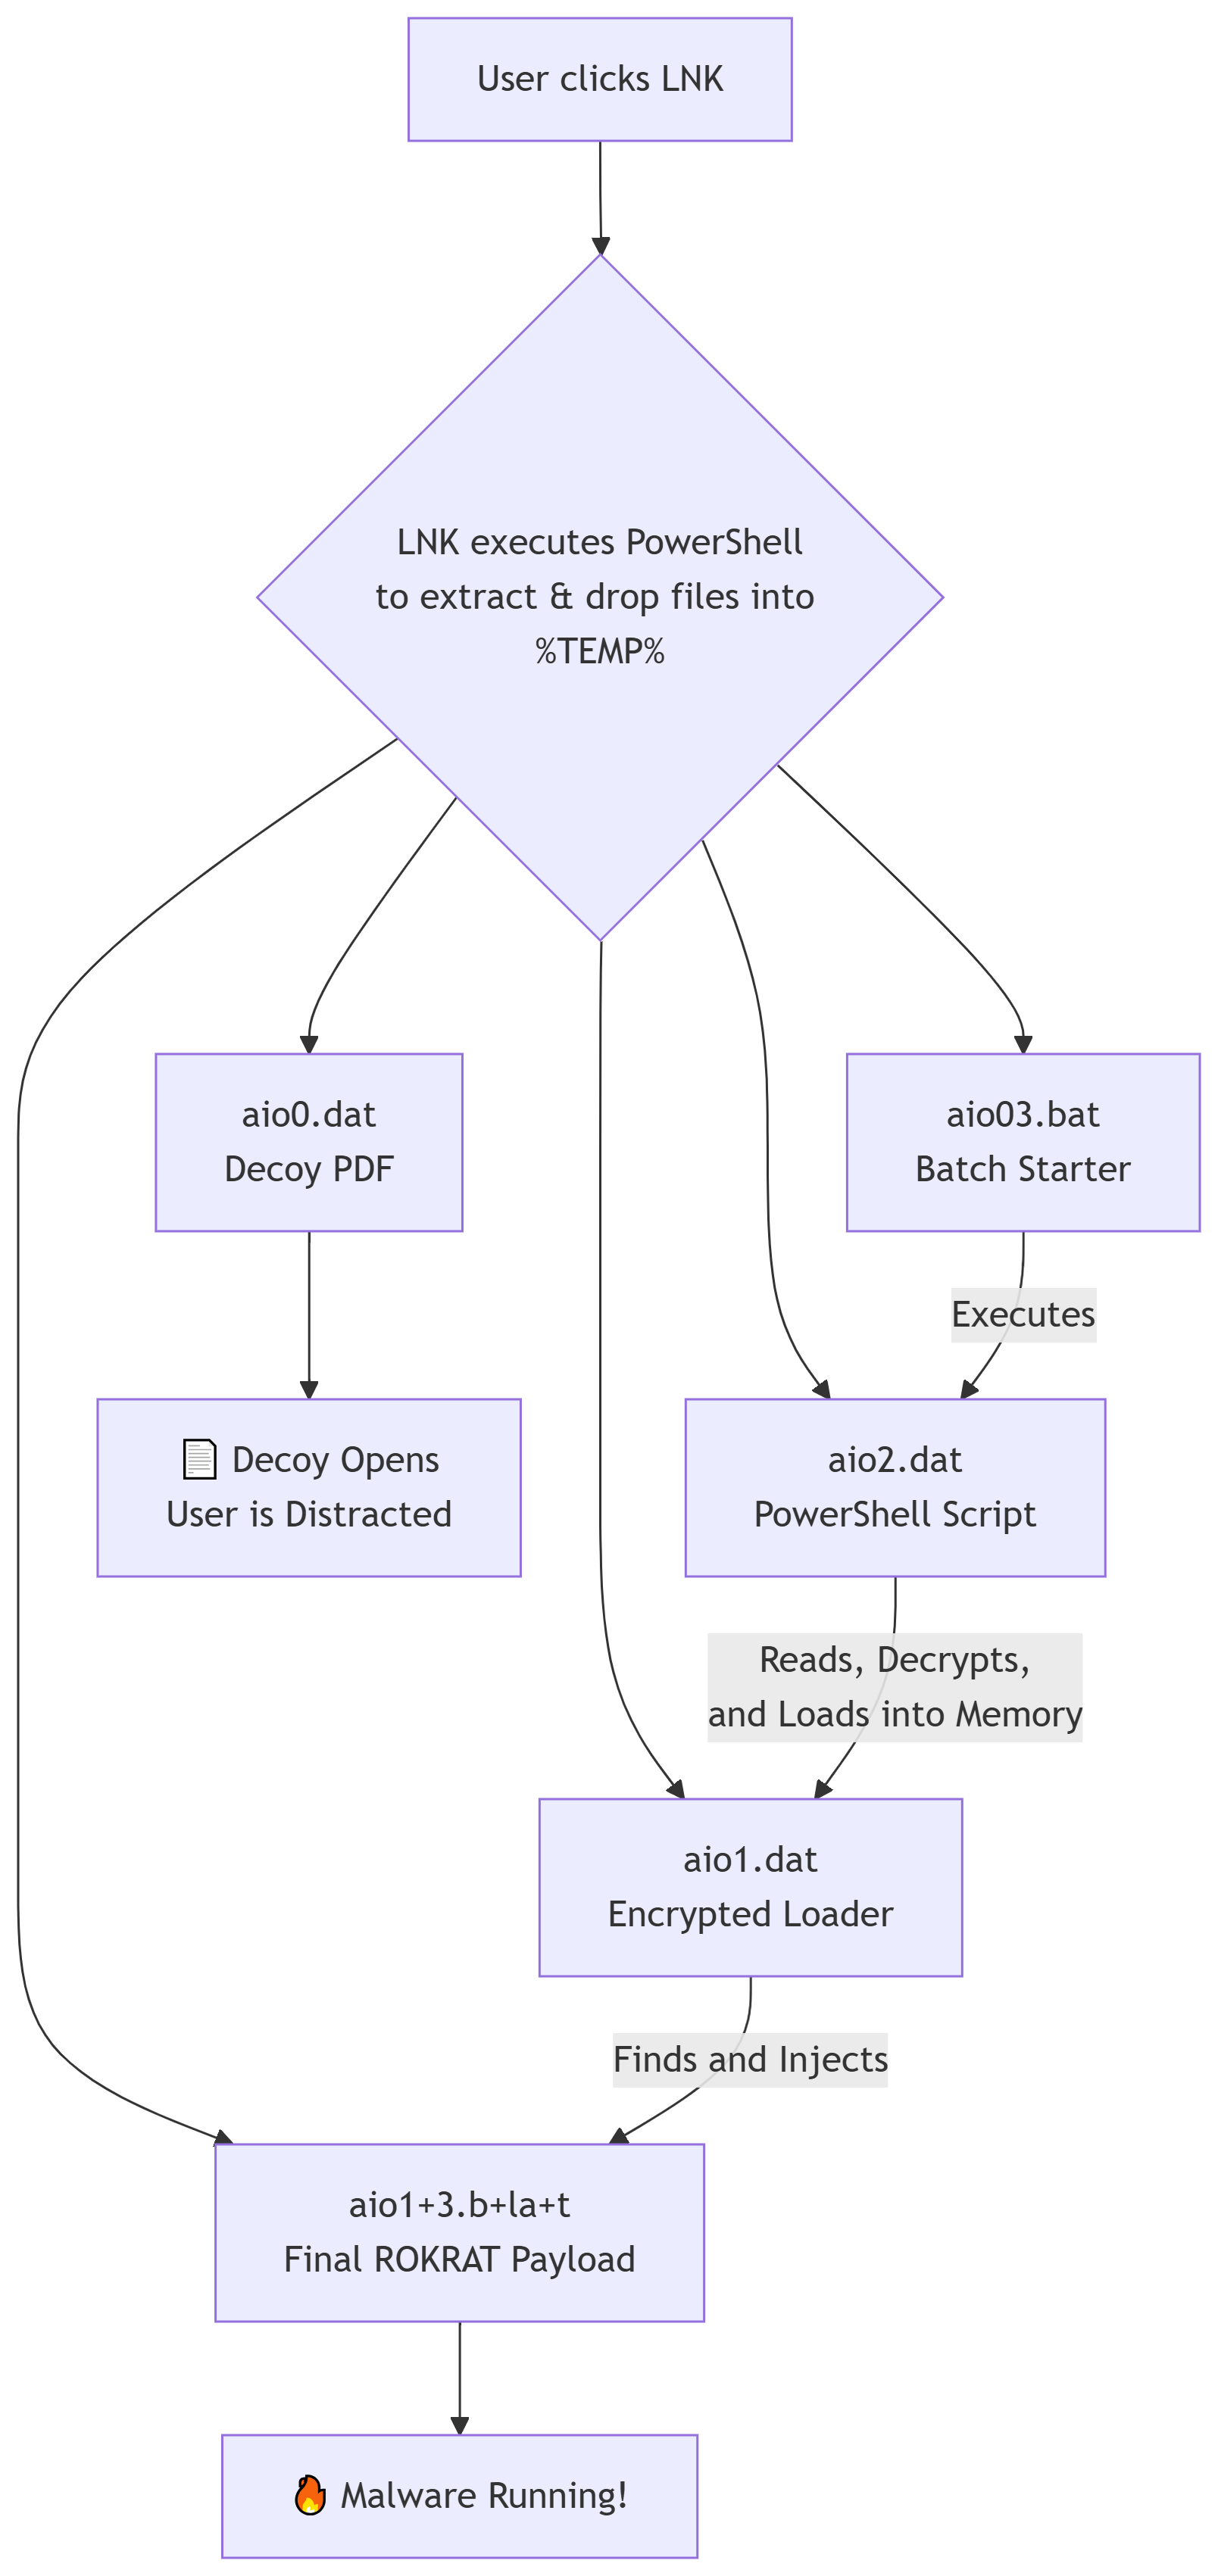 User clicks LNK
LNK executes PowerShell
to extract & drop files into
%TEMP%
aio0.dat
Decoy PDF
aio03.bat
Batch Starter
Executes
📄 Decoy Opens
User is Distracted
aio2.dat
PowerShell Script
Reads, Decrypts,
and Loads into Memory
aio1.dat
Encrypted Loader
Finds and Injects
aio1+3.b+la+t
Final ROKRAT Payload
🔥 Malware Running!